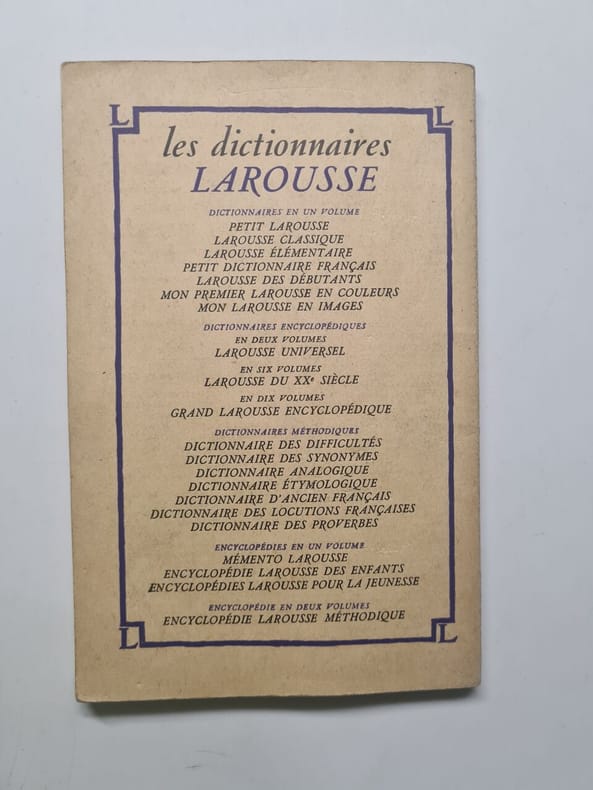 L L
les dictionnaires
LAROUSSE
DICTIONNAIRES EN UN VOLUME
PETIT LAROUSSE
LAROUSSE CLASSIQUE
LAROUSSE ÉLÉMENTAIRE
PETIT DICTIONNAIRE FRANÇAIS
LAROUSSE DES DÉBUTANTS
MON PREMIER LAROUSSE EN COULEURS
MON LAROUSSE EN IMAGES
DICTIONNAIRES ENCYCLOPÉDIQUES
EN DEUX VOLUMES
LAROUSSE UNIVERSEL
EN SIX VOLUMES
LAROUSSE DU XXe SIÈCLE
EN DIX VOLUMES
GRAND LAROUSSE ENCYCLOPÉDIQUE
DICTIONNAIRES MÉTHODIQUES
DICTIONNAIRE DES DIFFICULTÉS
DICTIONNAIRE DES SYNONYMES
DICTIONNAIRE ANALOGIQUE
DICTIONNAIRE ÉTYMOLOGIQUE
DICTIONNAIRE D'ANCIEN FRANÇAIS
DICTIONNAIRE DES LOCUTIONS FRANÇAISES
DICTIONNAIRE DES PROVERBES
ENCYCLOPÉDIES EN UN VOLUME
MÉMENTO LAROUSSE
ENCYCLOPÉDIE LAROUSSE DES ENFANTS
ENCYCLOPÉDIES LAROUSSE POUR LA JEUNESSE
ENCYCLOPÉDIE EN DEUX VOLUMES
ENCYCLOPÉDIE LAROUSSE MÉTHODIQUE
L L